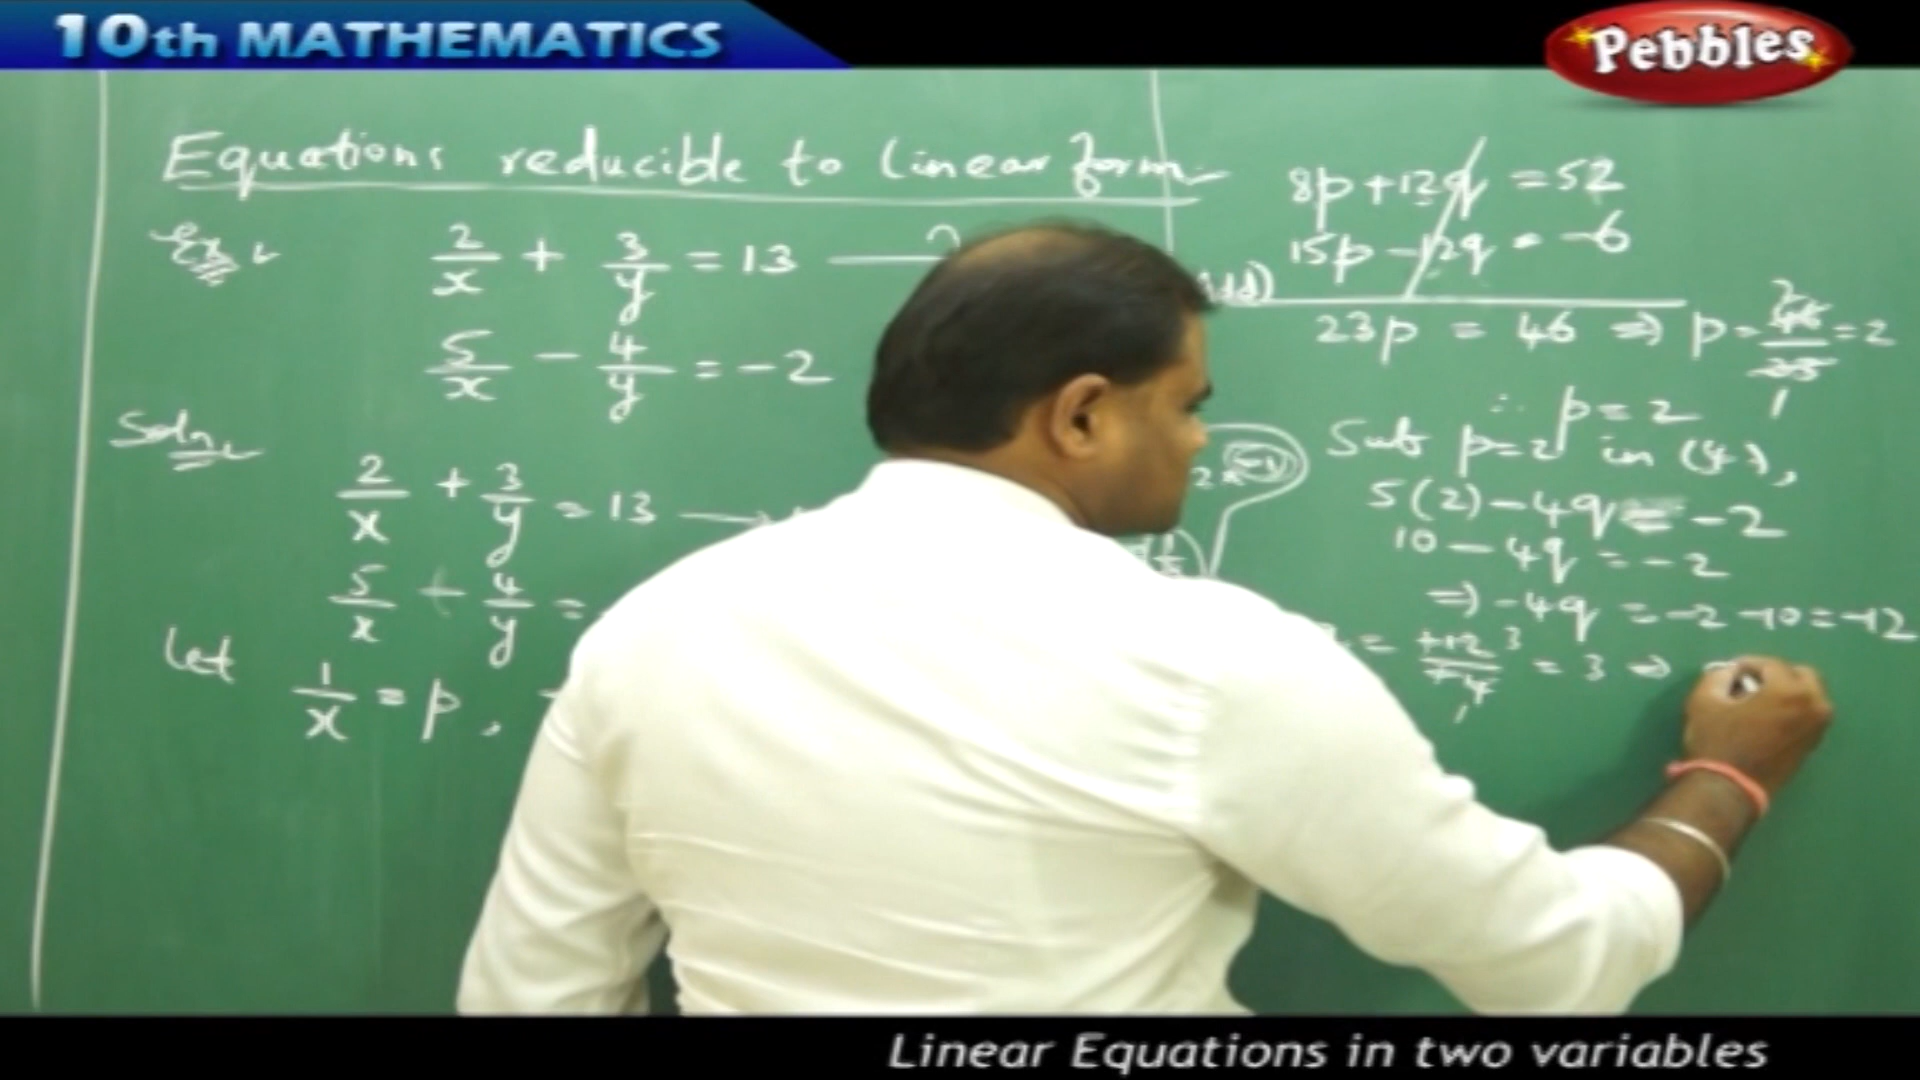 10th MATHEMATICS
Pebbles
Equations reducible to linear form
Ex
2/x + 3/y = 13
5/x - 4/y = -2
Soln
2/x + 3/y = 13
5/x - 4/y =
Let
1/x = p,
8p + 12q = 52
15p - 12q = -6
23p = 46 => p = 46/23 = 2
∴ p = 2
Sub p=2 in (4),
5(2) - 4q = -2
10 - 4q = -2
=> -4q = -2 -10 = -12
= +12/+4 = 3 =>
Linear Equations in two variables